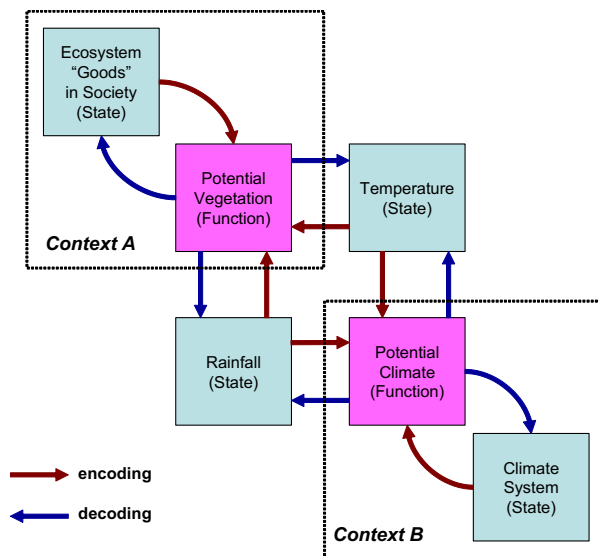 Ecosystem
“Goods”
in Society
(State)
Potential
Vegetation
(Function)
Temperature
(State)
Context A
Rainfall
(State)
Potential
Climate
(Function)
encoding
decoding
Climate
System
(State)
Context B